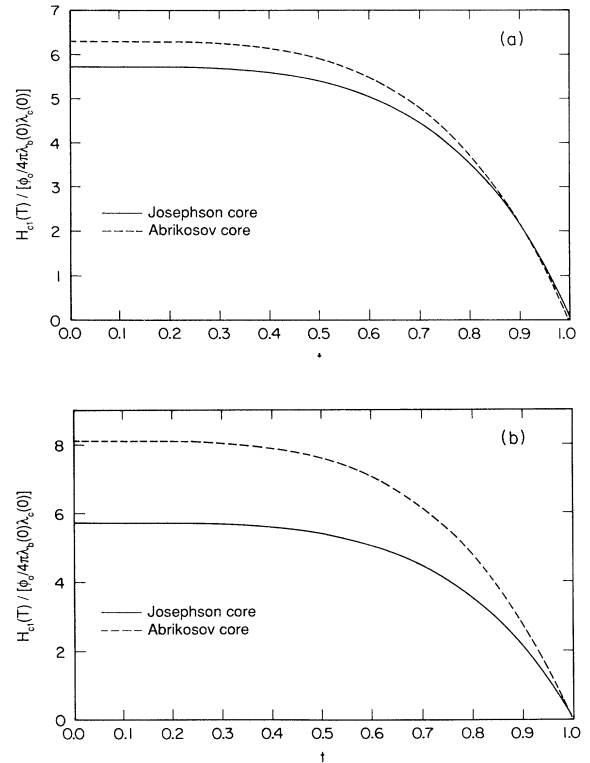 7
(a)
6
5
4
H_c1(T) / [ϕ_o/4πλ_b(0)λ_c(0)]
3
Josephson core
Abrikosov core
2
1
0
0.0 0.1 0.2 0.3 0.4 0.5 0.6 0.7 0.8 0.9 1.0
(b)
8
6
H_c1(T) / [ϕ_o/4πλ_b(0)λ_c(0)]
4
Josephson core
Abrikosov core
2
0
0.0 0.1 0.2 0.3 0.4 0.5 0.6 0.7 0.8 0.9 1.0
t